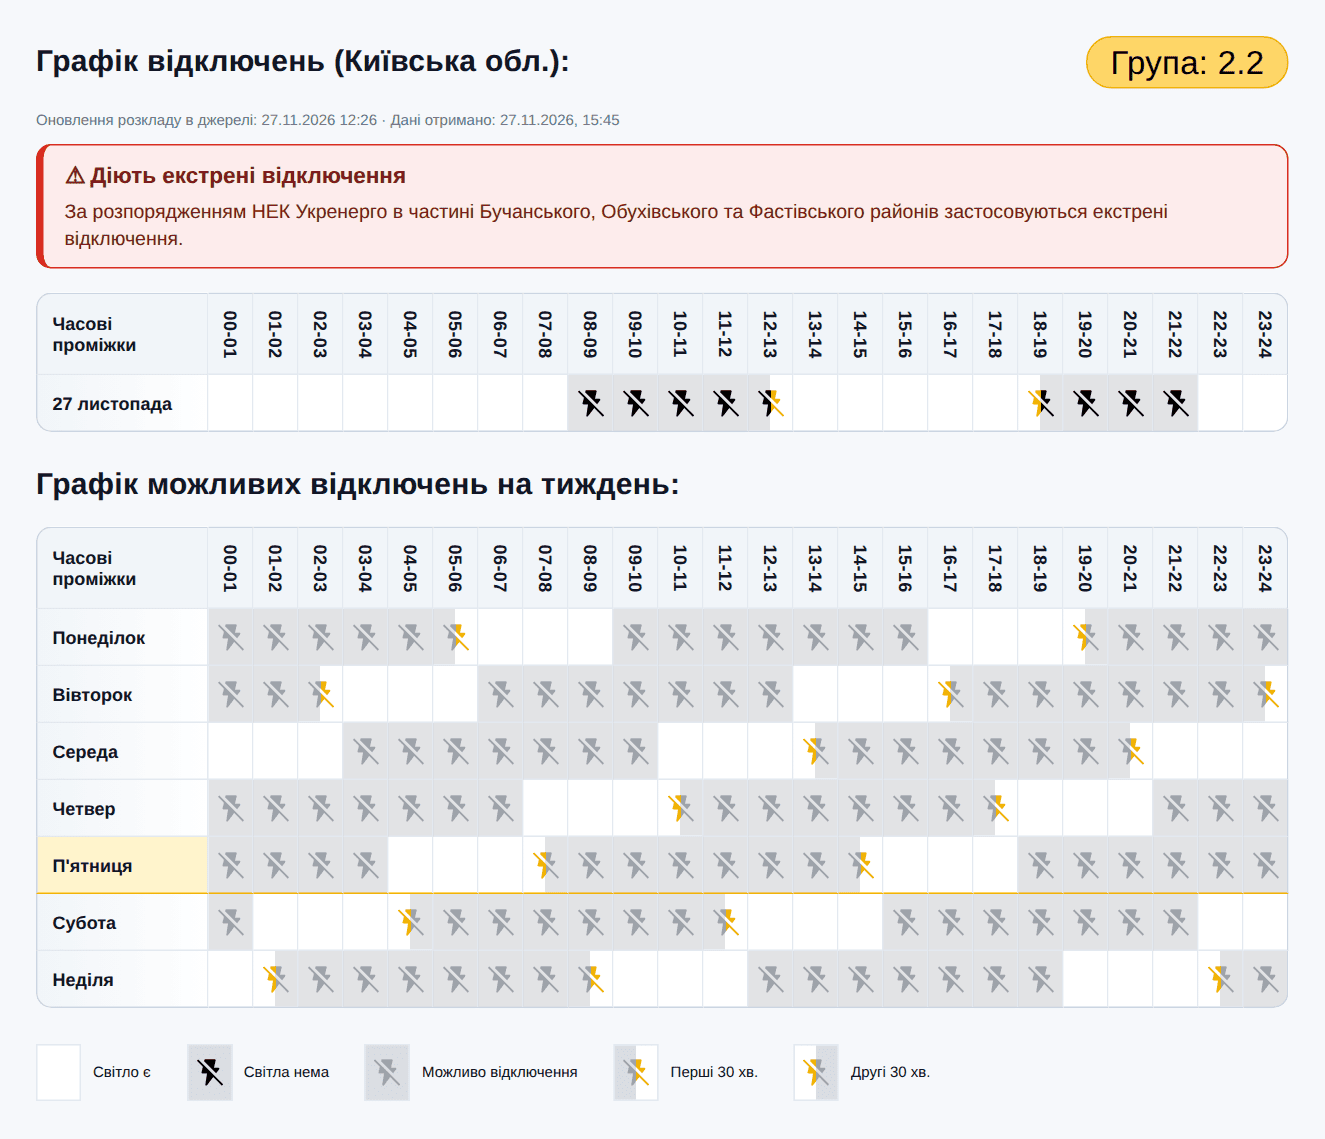 Графік відключень (Київська обл.):
Група: 2.2
Оновлення розкладу в джерелі: 27.11.2026 12:26 · Дані отримано: 27.11.2026, 15:45
⚠ Діють екстрені відключення
За розпорядженням НЕК Укренерго в частині Бучанського, Обухівського та Фастівського районів застосовуються екстрені
відключення.
Часові
проміжки
00-01 01-02 02-03 03-04 04-05 05-06 06-07 07-08 08-09 09-10 10-11 11-12 12-13 13-14 14-15 15-16 16-17 17-18 18-19 19-20 20-21 21-22 22-23 23-24
27 листопада
Графік можливих відключень на тиждень:
Часові
проміжки
00-01 01-02 02-03 03-04 04-05 05-06 06-07 07-08 08-09 09-10 10-11 11-12 12-13 13-14 14-15 15-16 16-17 17-18 18-19 19-20 20-21 21-22 22-23 23-24
Понеділок
Вівторок
Середа
Четвер
П'ятниця
Субота
Неділя
Світло є Світла нема Можливо відключення Перші 30 хв. Другі 30 хв.